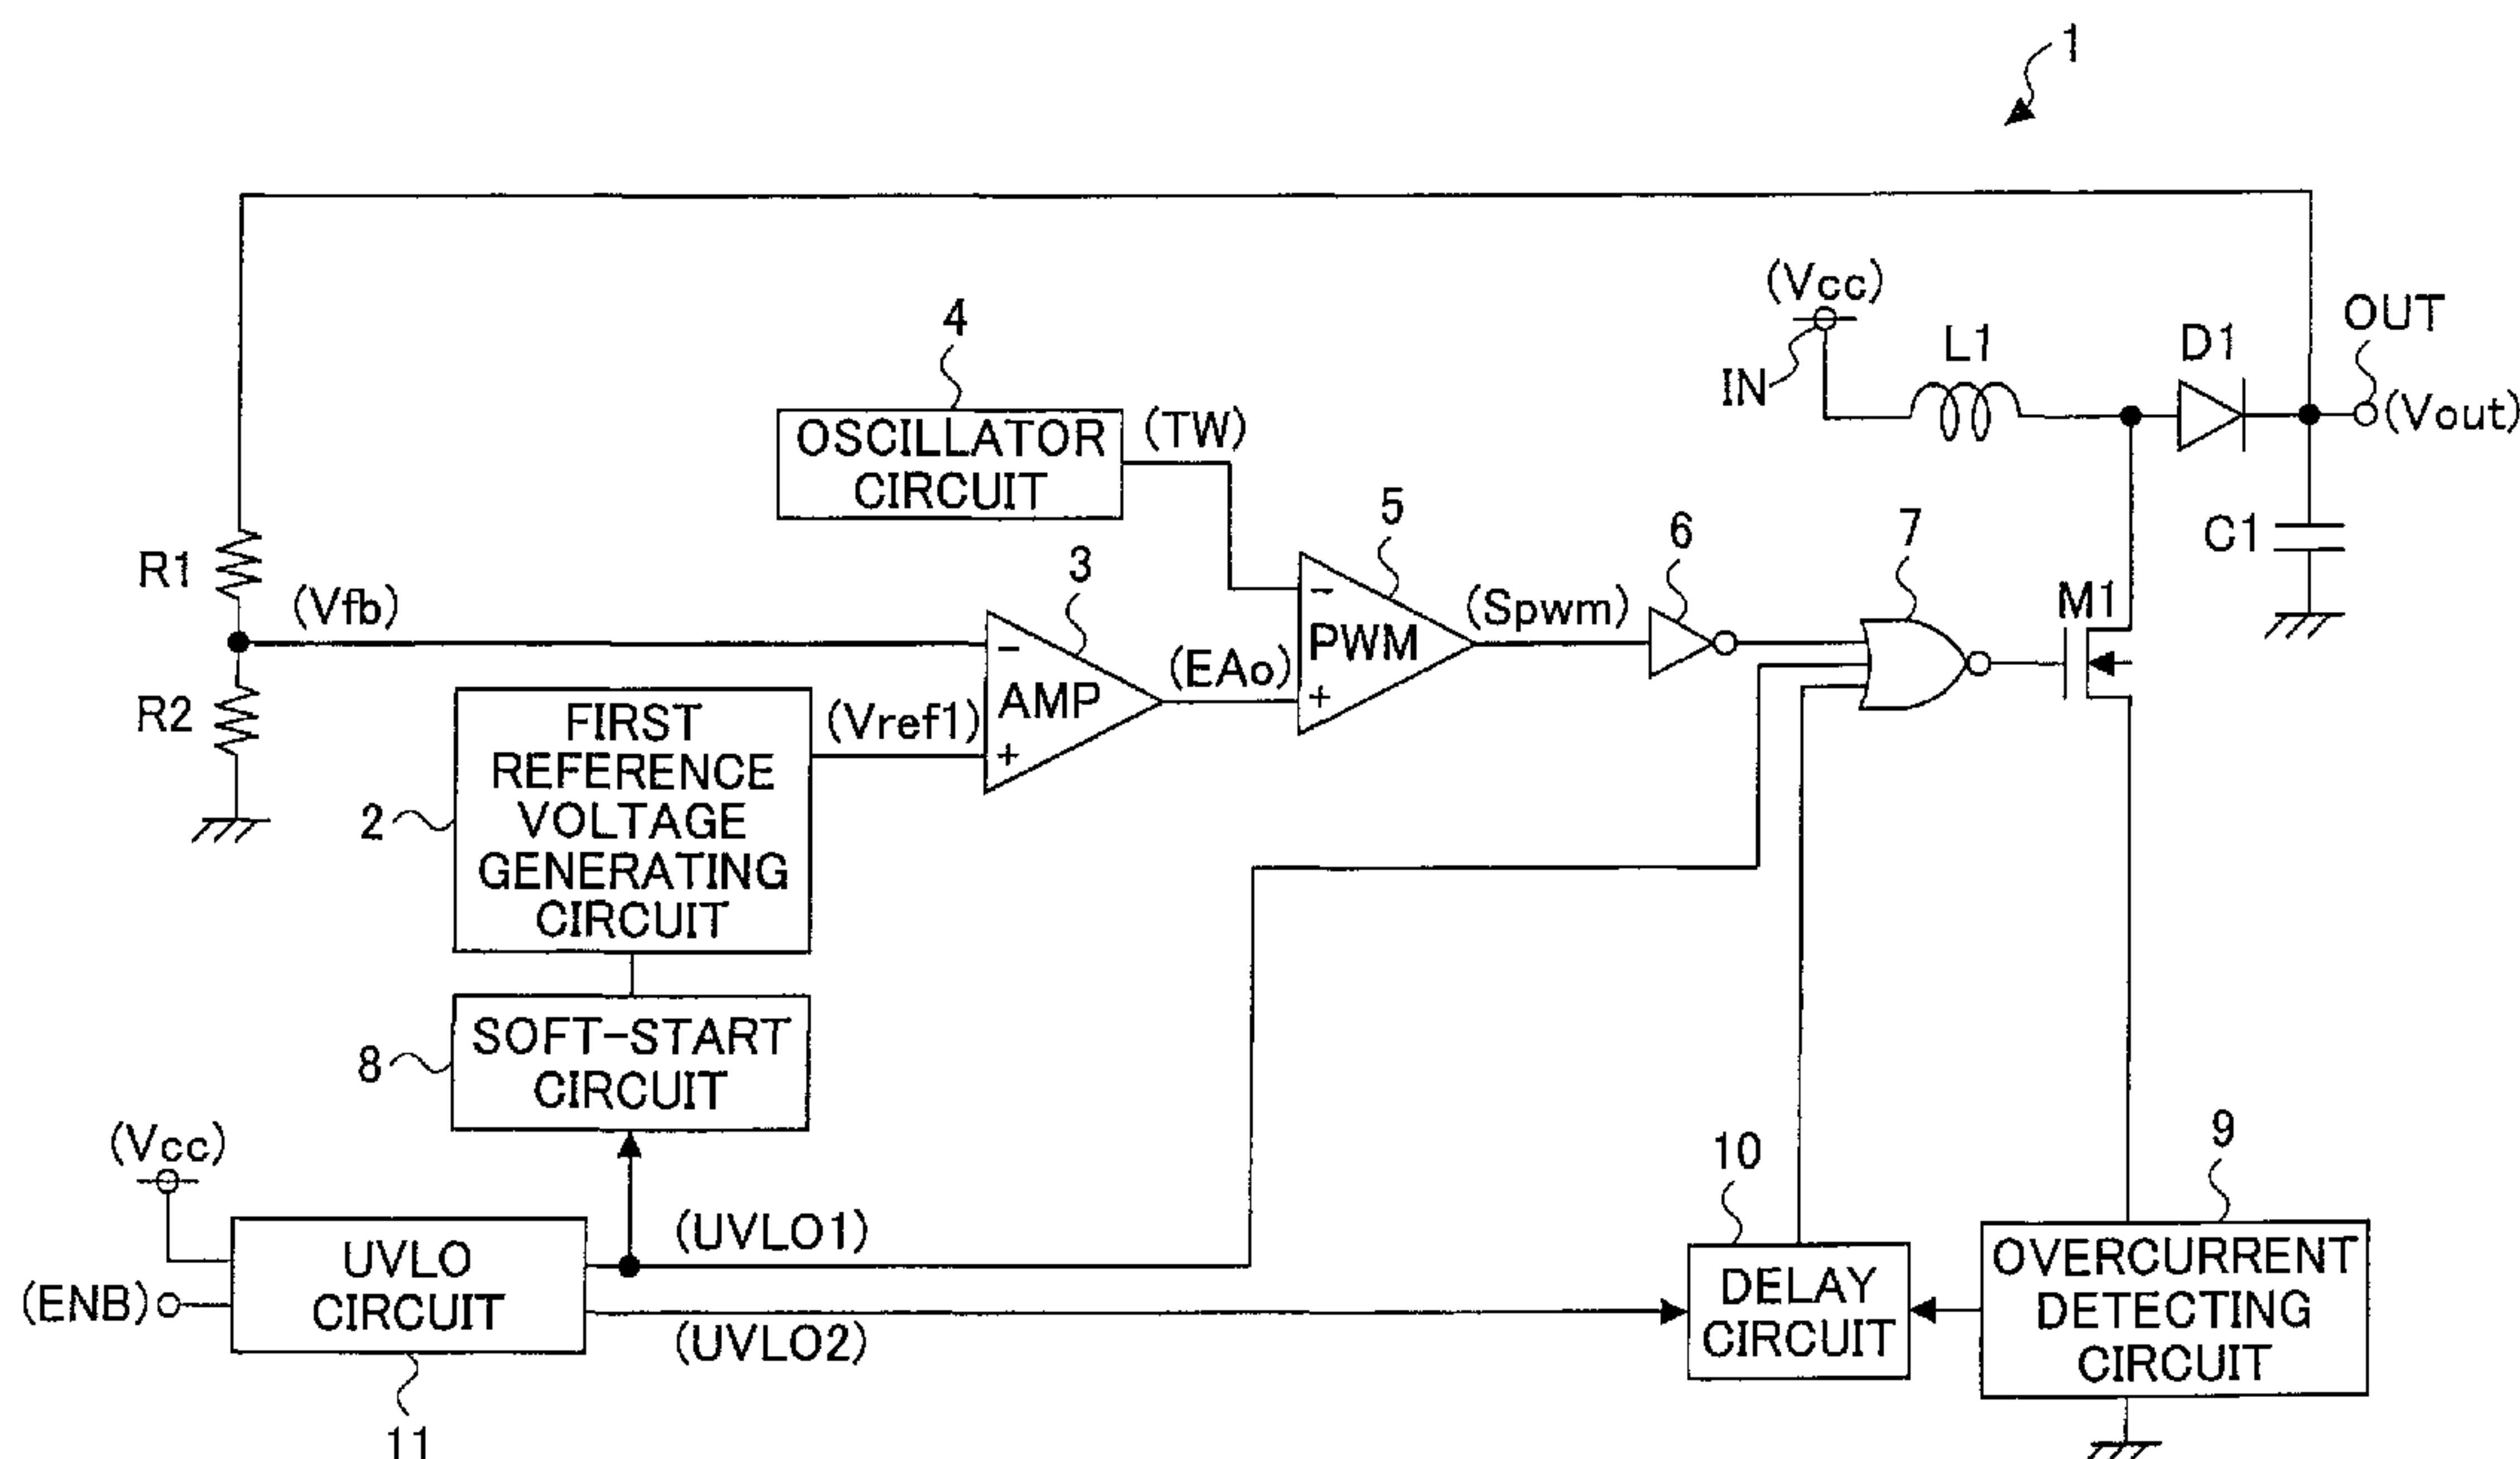 1
(Vcc)
OUT
4
L1
D1
IN
(Vout)
OSCILLATOR
CIRCUIT
(TW)
5
6
7
C1
R1
(Vfb)
3
(Spwm)
M1
-
-
PWM
(EAo)
+
R2
AMP
FIRST
REFERENCE
VOLTAGE
GENERATING
CIRCUIT
(Vref1)
+
2
SOFT-START
CIRCUIT
8
(Vcc)
10
9
(UVLO1)
UVLO
CIRCUIT
(ENB)
(UVLO2)
DELAY
CIRCUIT
OVERCURRENT
DETECTING
CIRCUIT
11